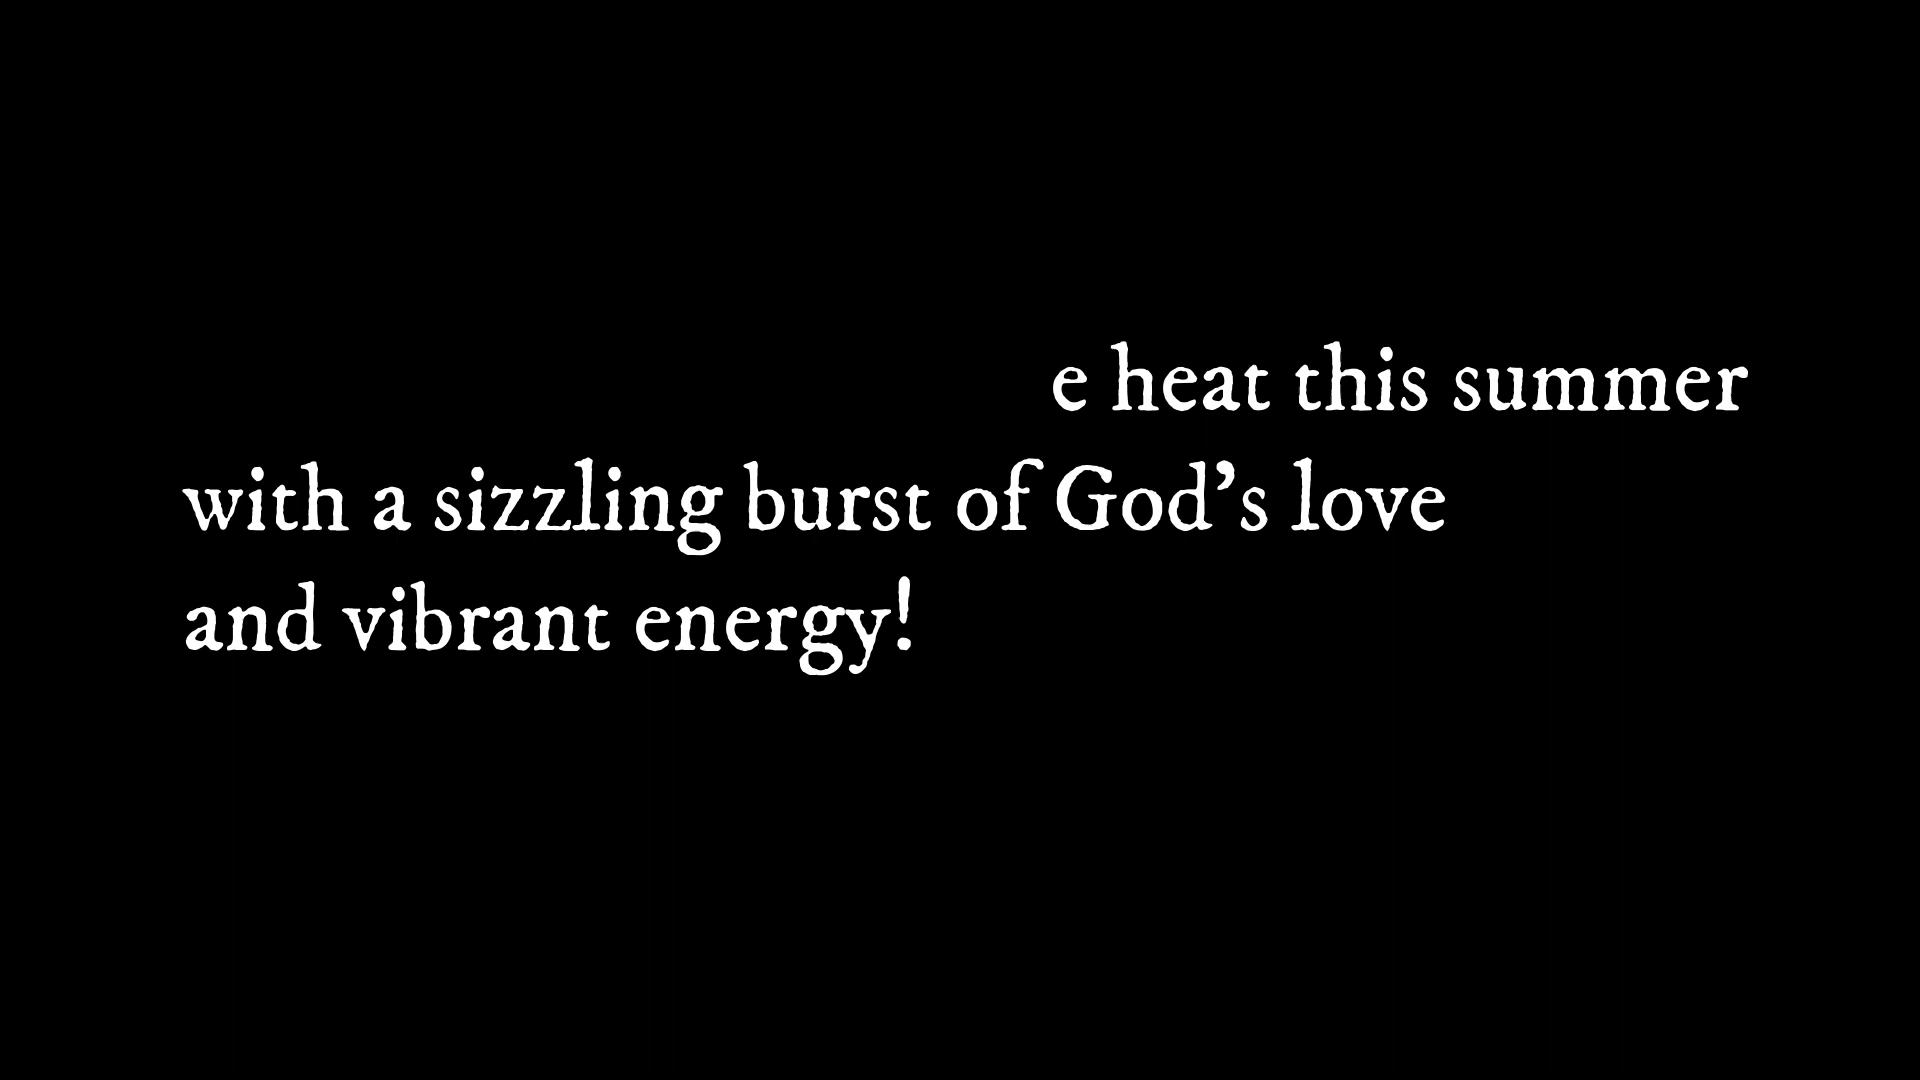 e heat this summer
with a sizzling burst of God’s love
and vibrant energy!